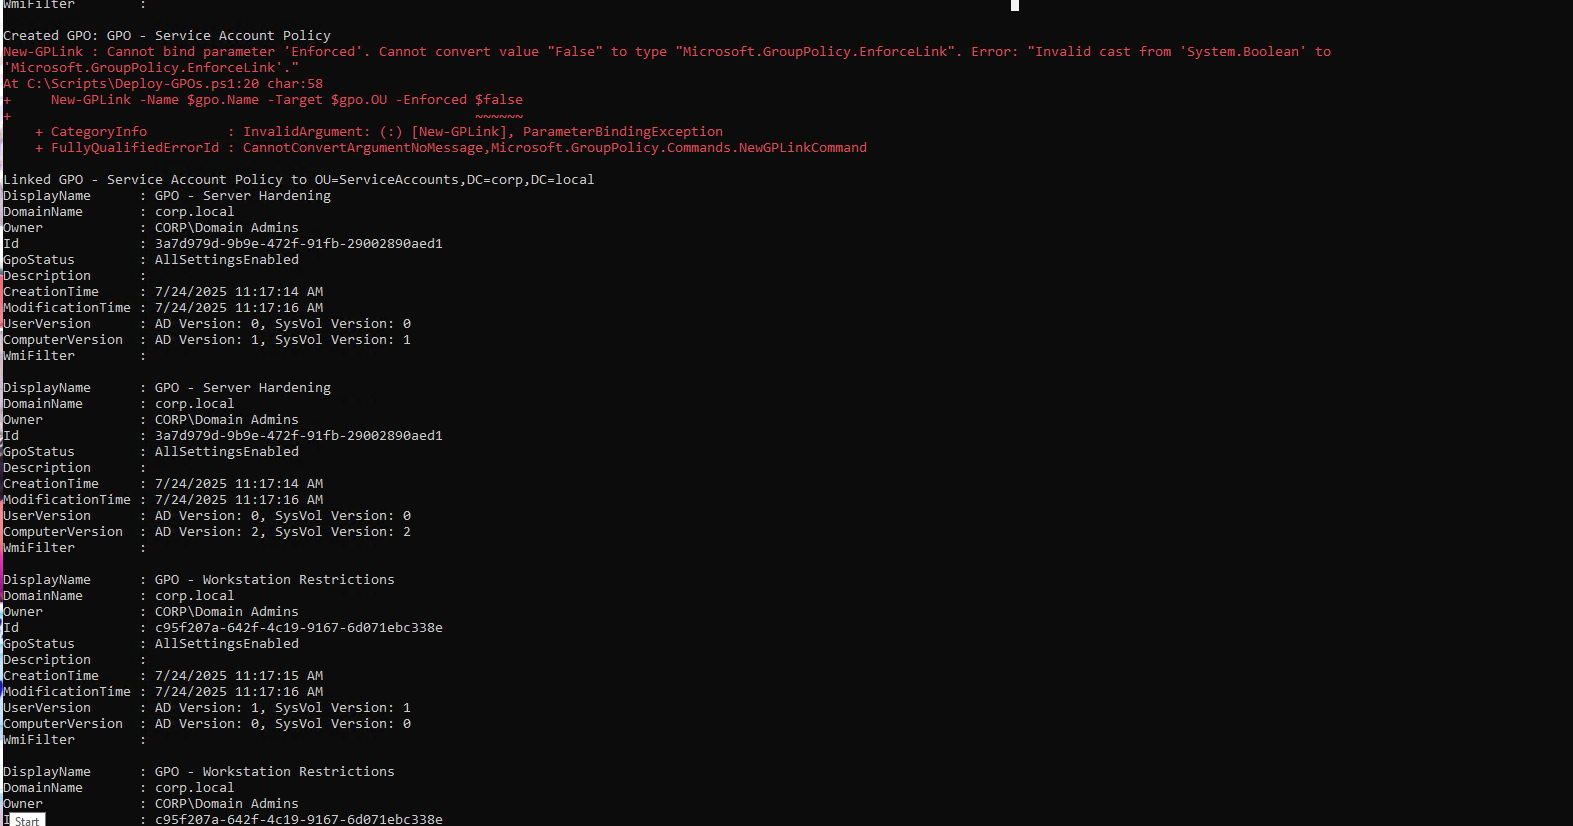 WmiFilter        :
Created GPO: GPO - Service Account Policy
New-GPLink : Cannot bind parameter 'Enforced'. Cannot convert value "False" to type "Microsoft.GroupPolicy.EnforceLink". Error: "Invalid cast from 'System.Boolean' to
'Microsoft.GroupPolicy.EnforceLink'."
At C:\Scripts\Deploy-GPOs.ps1:20 char:58
+     New-GPLink -Name $gpo.Name -Target $gpo.OU -Enforced $false
+                                                          ~~~~~~
    + CategoryInfo          : InvalidArgument: (:) [New-GPLink], ParameterBindingException
    + FullyQualifiedErrorId : CannotConvertArgumentNoMessage,Microsoft.GroupPolicy.Commands.NewGPLinkCommand
Linked GPO - Service Account Policy to OU=ServiceAccounts,DC=corp,DC=local
DisplayName      : GPO - Server Hardening
DomainName       : corp.local
Owner            : CORP\Domain Admins
Id               : 3a7d979d-9b9e-472f-91fb-29002890aed1
GpoStatus        : AllSettingsEnabled
Description      :
CreationTime     : 7/24/2025 11:17:14 AM
ModificationTime : 7/24/2025 11:17:16 AM
UserVersion      : AD Version: 0, SysVol Version: 0
ComputerVersion  : AD Version: 1, SysVol Version: 1
WmiFilter        :
DisplayName      : GPO - Server Hardening
DomainName       : corp.local
Owner            : CORP\Domain Admins
Id               : 3a7d979d-9b9e-472f-91fb-29002890aed1
GpoStatus        : AllSettingsEnabled
Description      :
CreationTime     : 7/24/2025 11:17:14 AM
ModificationTime : 7/24/2025 11:17:16 AM
UserVersion      : AD Version: 0, SysVol Version: 0
ComputerVersion  : AD Version: 2, SysVol Version: 2
WmiFilter        :
DisplayName      : GPO - Workstation Restrictions
DomainName       : corp.local
Owner            : CORP\Domain Admins
Id               : c95f207a-642f-4c19-9167-6d071ebc338e
GpoStatus        : AllSettingsEnabled
Description      :
CreationTime     : 7/24/2025 11:17:15 AM
ModificationTime : 7/24/2025 11:17:16 AM
UserVersion      : AD Version: 1, SysVol Version: 1
ComputerVersion  : AD Version: 0, SysVol Version: 0
WmiFilter        :
DisplayName      : GPO - Workstation Restrictions
DomainName       : corp.local
Owner            : CORP\Domain Admins
I                : c95f207a-642f-4c19-9167-6d071ebc338e
Start